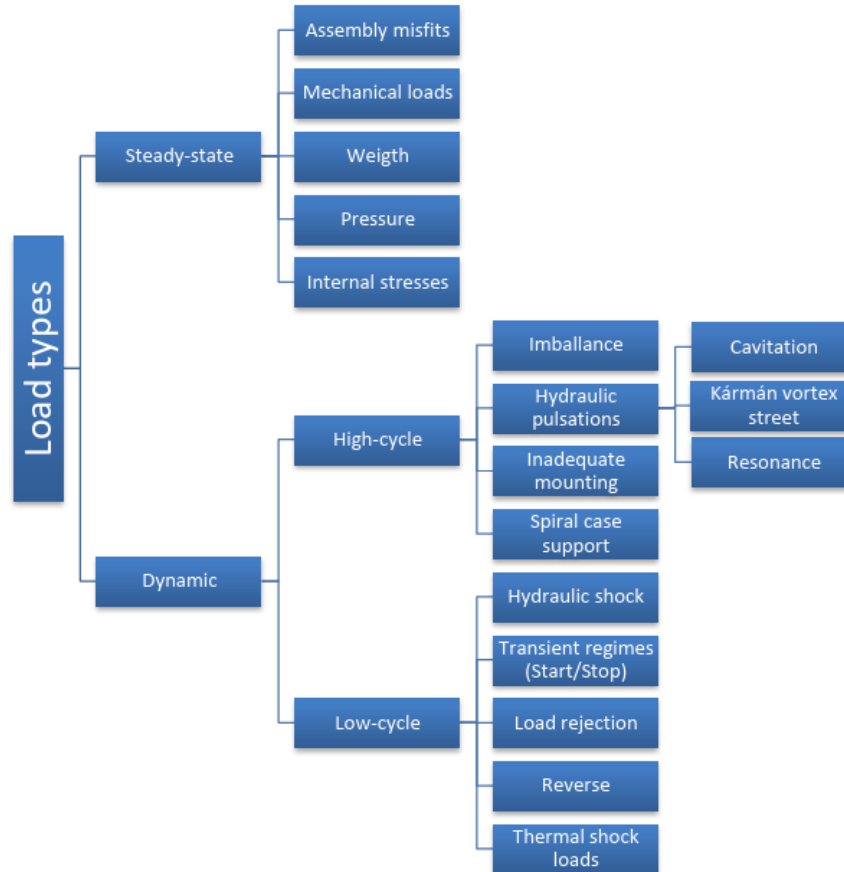 Load types
Steady-state
Assembly misfits
Mechanical loads
Weigth
Pressure
Internal stresses
Dynamic
High-cycle
Imballance
Hydraulic
pulsations
Cavitation
Kármán vortex
street
Resonance
Inadequate
mounting
Spiral case
support
Low-cycle
Hydraulic shock
Transient regimes
(Start/Stop)
Load rejection
Reverse
Thermal shock
loads